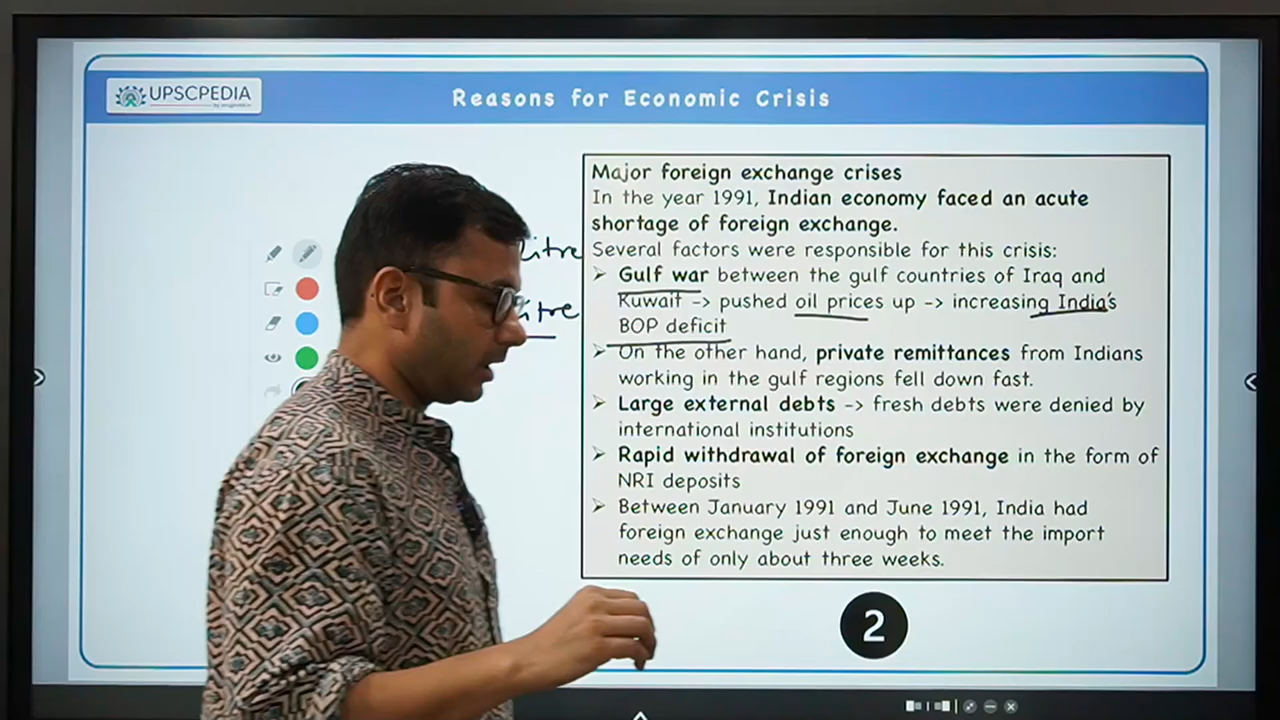 UPSCPEDIA
Reasons for Economic Crisis
Major foreign exchange crises
In the year 1991, Indian economy faced an acute
shortage of foreign exchange.
Several factors were responsible for this crisis:
➢ Gulf war between the gulf countries of Iraq and
Kuwait -> pushed oil prices up -> increasing India's
BOP deficit
➢ On the other hand, private remittances from Indians
working in the gulf regions fell down fast.
➢ Large external debts -> fresh debts were denied by
international institutions
➢ Rapid withdrawal of foreign exchange in the form of
NRI deposits
➢ Between January 1991 and June 1991, India had
foreign exchange just enough to meet the import
needs of only about three weeks.
2